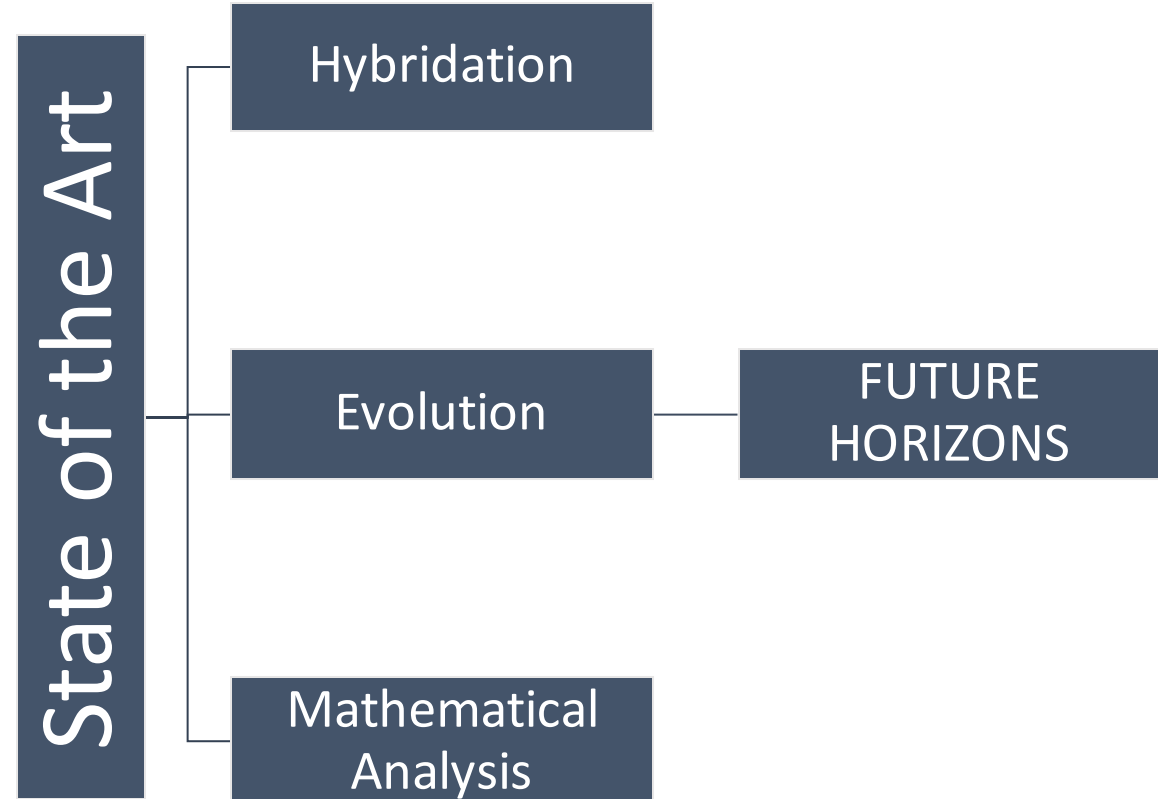 State of the Art
Hybridation
Evolution
FUTURE
HORIZONS
Mathematical
Analysis